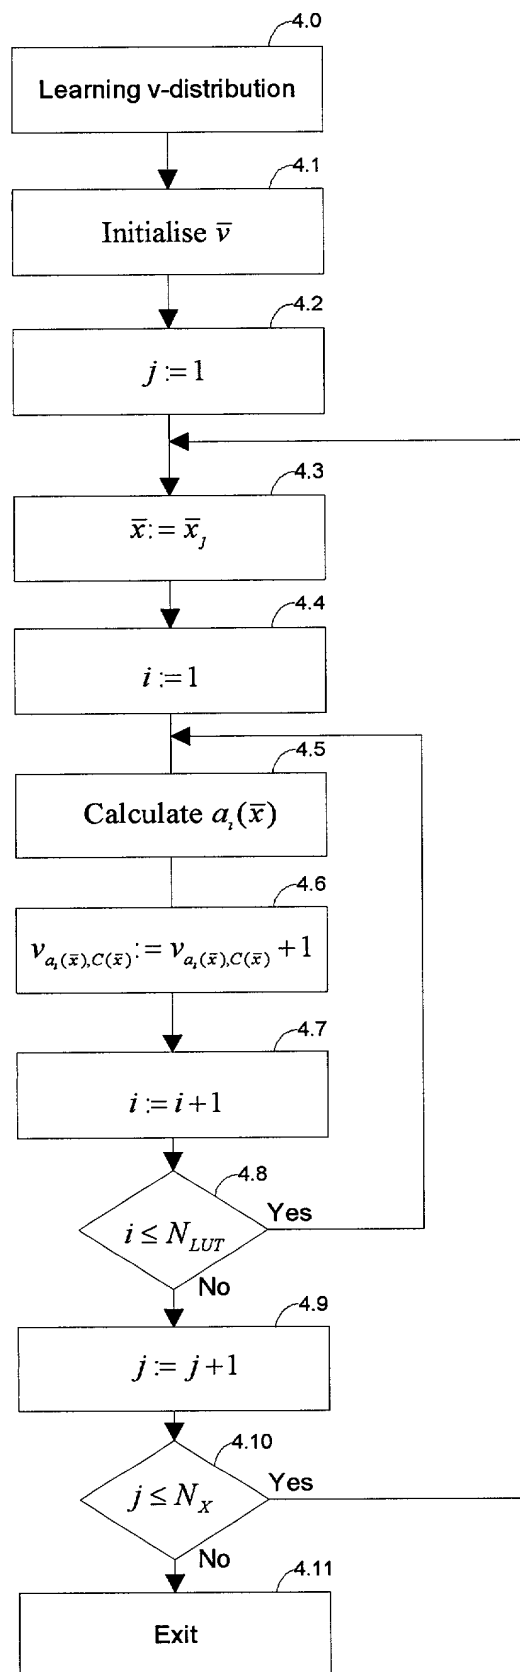 4.0
Learning v-distribution
4.1
Initialise v̅
4.2
j := 1
4.3
x̅ := x̅_j
4.4
i := 1
4.5
Calculate a_i(x̅)
4.6
v_{a_i(x̅),C(x̅)} := v_{a_i(x̅),C(x̅)} + 1
4.7
i := i+1
4.8
Yes
i ≤ N_{LUT}
No
4.9
j := j+1
4.10
Yes
j ≤ N_X
No
4.11
Exit